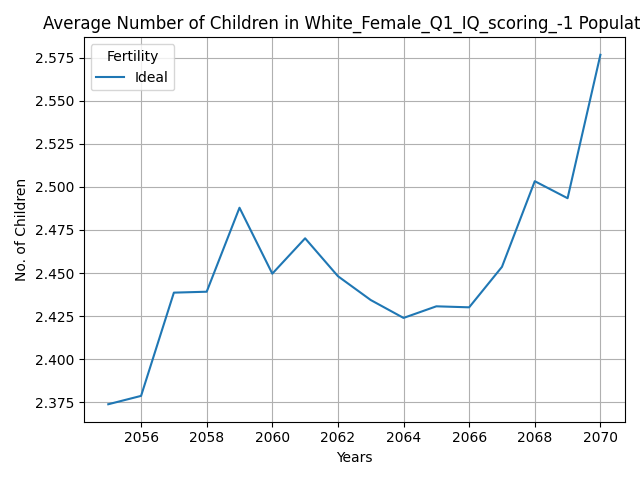 Average Number of Children in White_Female_Q1_IQ_scoring_-1 Populat
Fertility
Ideal
2.575
2.550
2.525
2.500
2.475
2.450
2.425
2.400
2.375
No. of Children
2056 2058 2060 2062 2064 2066 2068 2070
Years